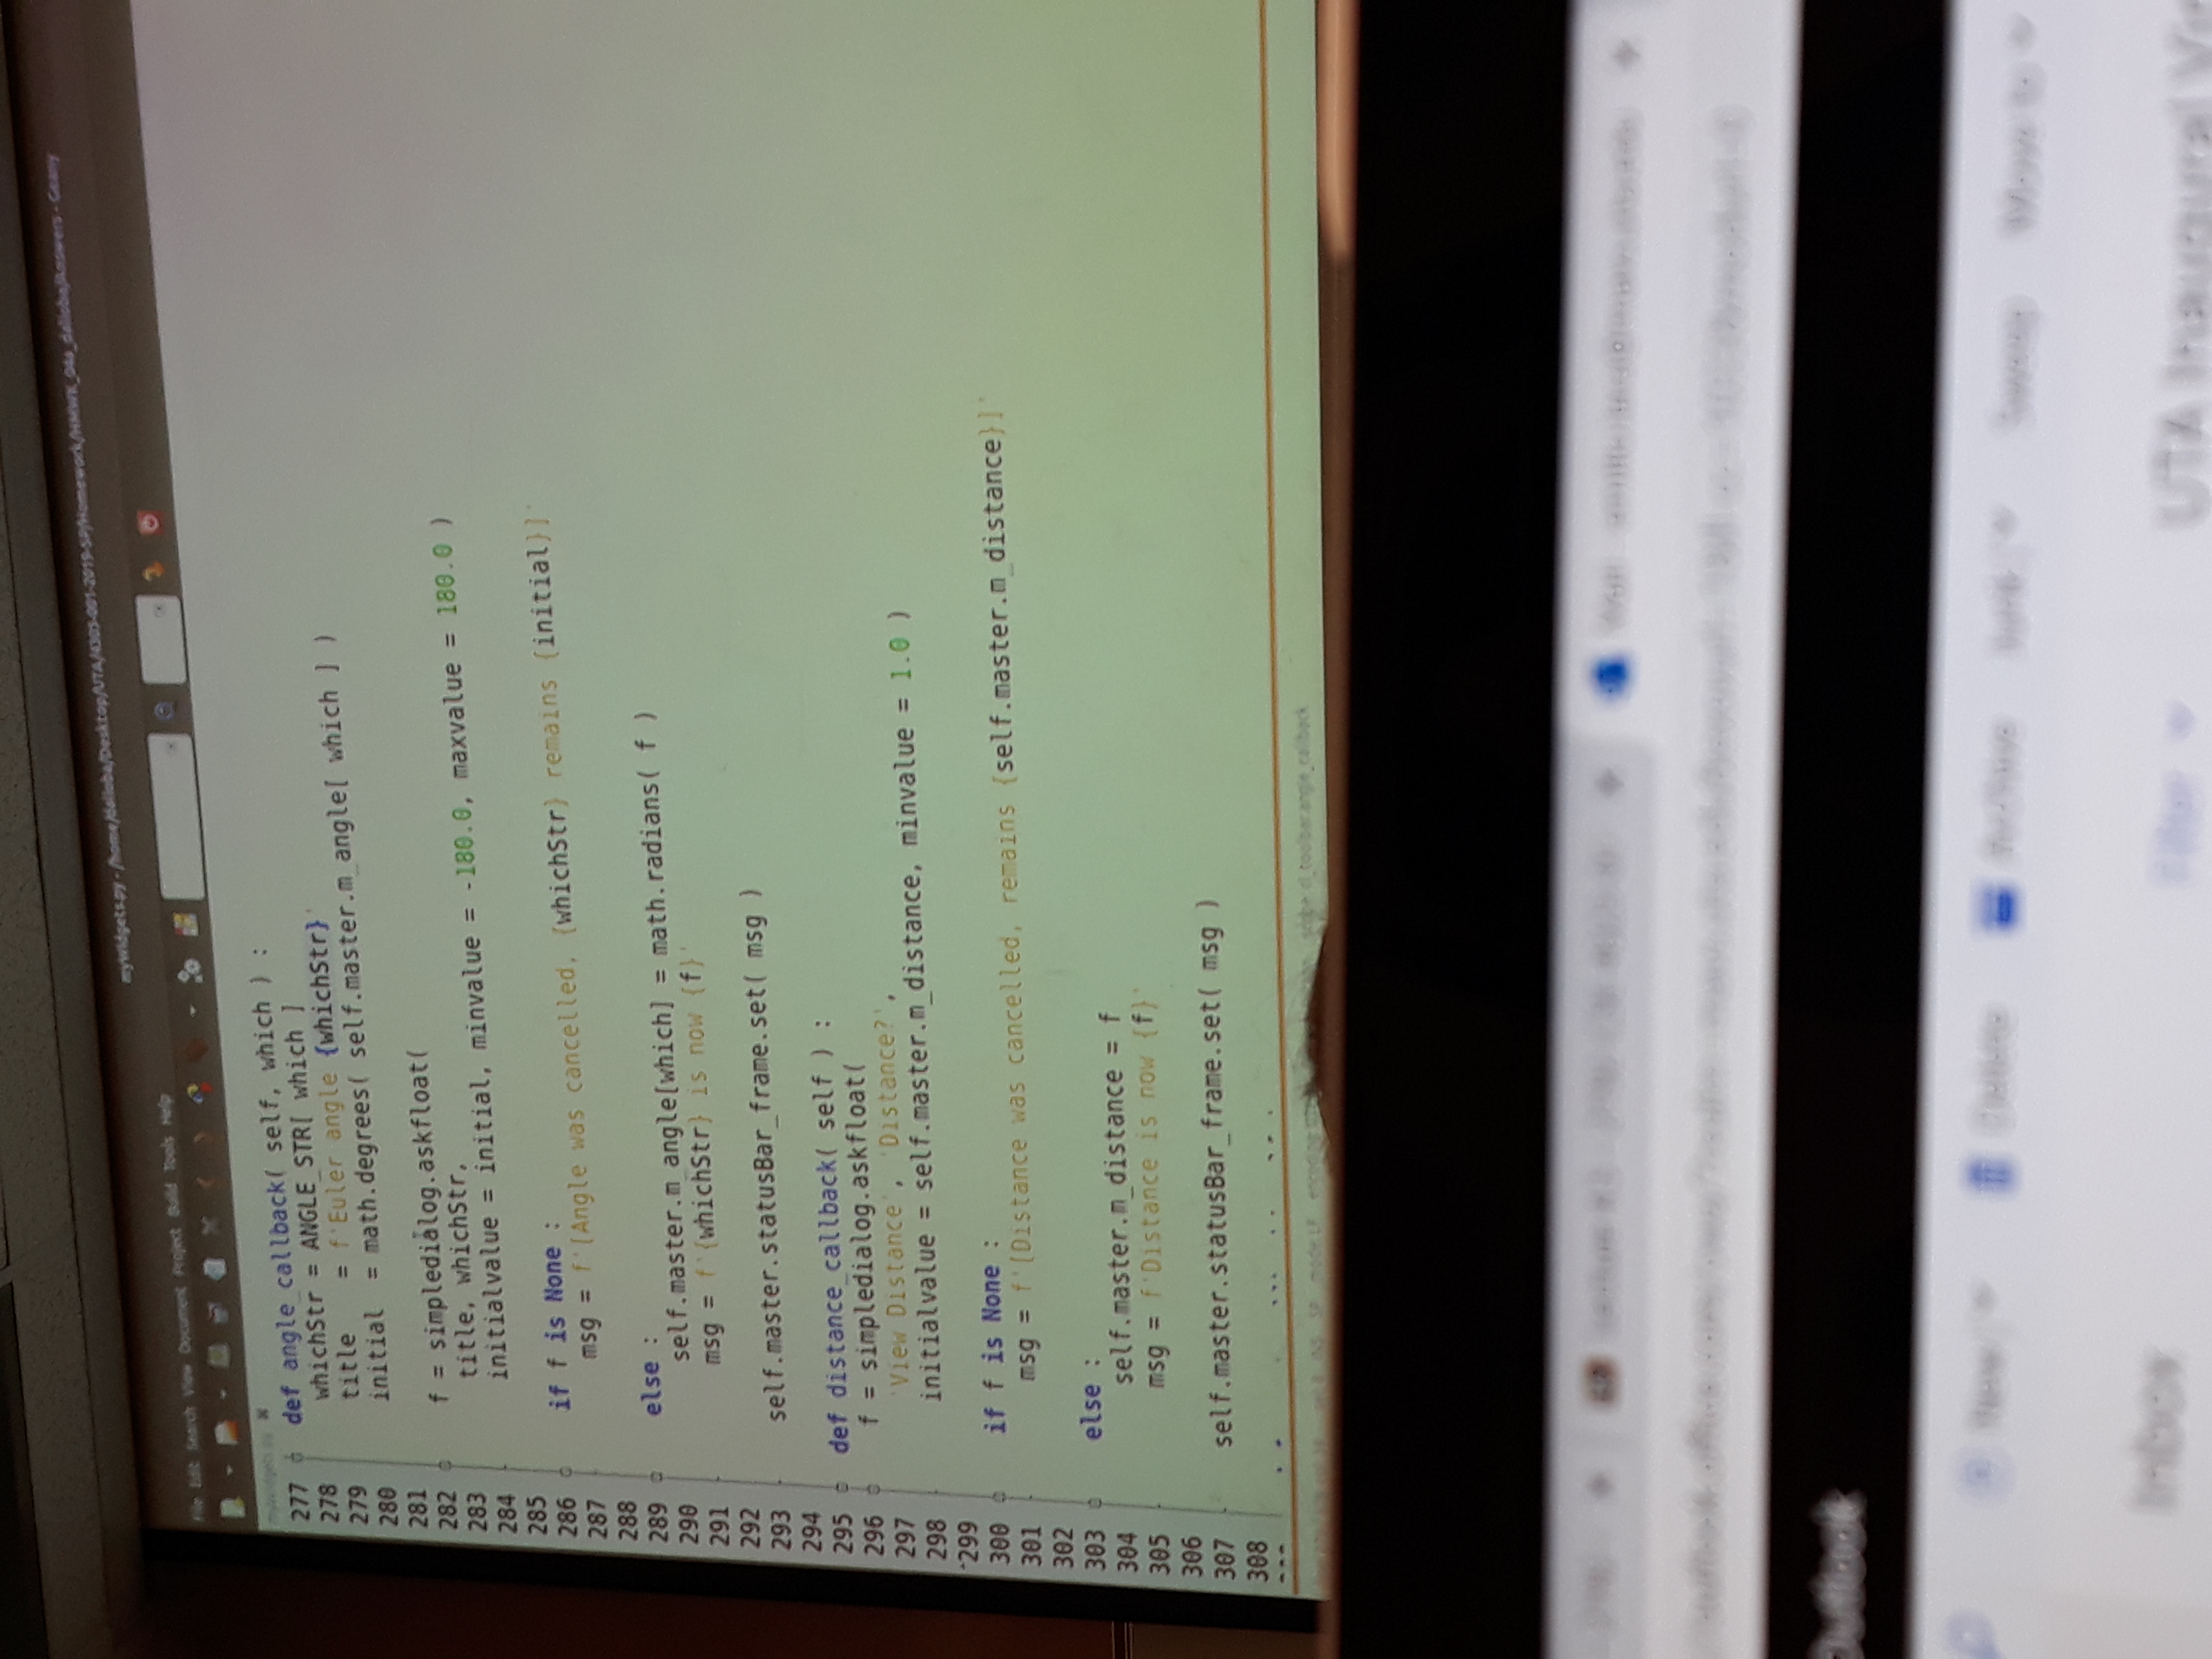 myWidgets.py - /home/dalioba/Desktop/UTA/4303-001-2019-SP/Homework/HMWK_04a_dalioba/Answers - Geany
File Edit Search View Document Project Build Tools Help
myWidgets.py
277 def angle_callback( self, which ) :
278 whichStr = ANGLE_STR[ which ]
279 title = f'Euler angle {whichStr}'
280 initial = math.degrees( self.master.m_angle[ which ] )
281
282 f = simpledialog.askfloat(
283 title, whichStr,
284 initialvalue = initial, minvalue = -180.0, maxvalue = 180.0 )
285
286 if f is None :
287 msg = f'[Angle was cancelled, {whichStr} remains {initial}]'
288
289 else :
290 self.master.m_angle[which] = math.radians( f )
291 msg = f'{whichStr} is now {f}'
292
293 self.master.statusBar_frame.set( msg )
294
295 def distance_callback( self ) :
296 f = simpledialog.askfloat(
297 'View Distance', 'Distance?',
298 initialvalue = self.master.m_distance, minvalue = 1.0 )
299
300 if f is None :
301 msg = f'[Distance was cancelled, remains {self.master.m_distance}]'
302
303 else :
304 self.master.m_distance = f
305 msg = f'Distance is now {f}'
306
307 self.master.statusBar_frame.set( msg )
308
INS SP mode: LF encoding: scope: cl_toolbar.angle_callback
Outlook
New Delete Archive Junk Sweep Move to
Inbox Filter UTA Inaugural